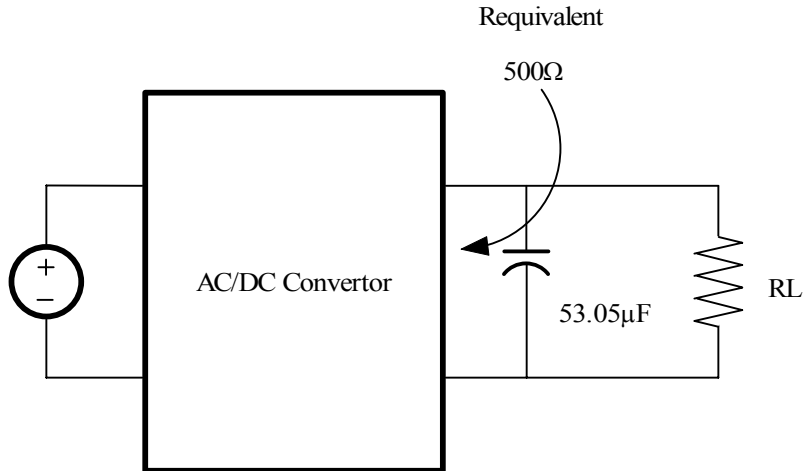 Requivalent
500Ω
+
−
AC/DC Convertor
53.05µF
RL